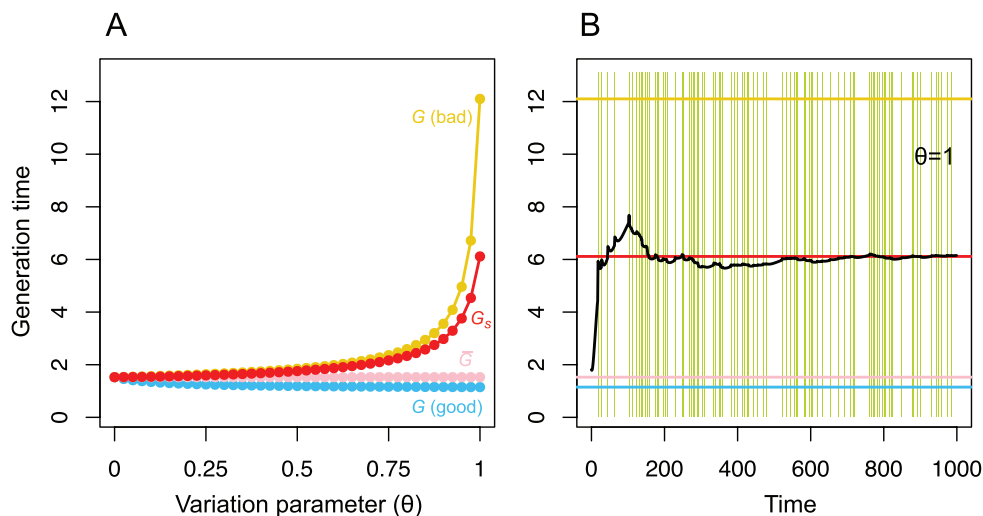 A
Generation time
12
10
8
6
4
2
0
G (bad)
Gs
G̅
G (good)
0 0.25 0.5 0.75 1
Variation parameter (θ)
B
12
10
8
6
4
2
0
θ=1
0 200 400 600 800 1000
Time